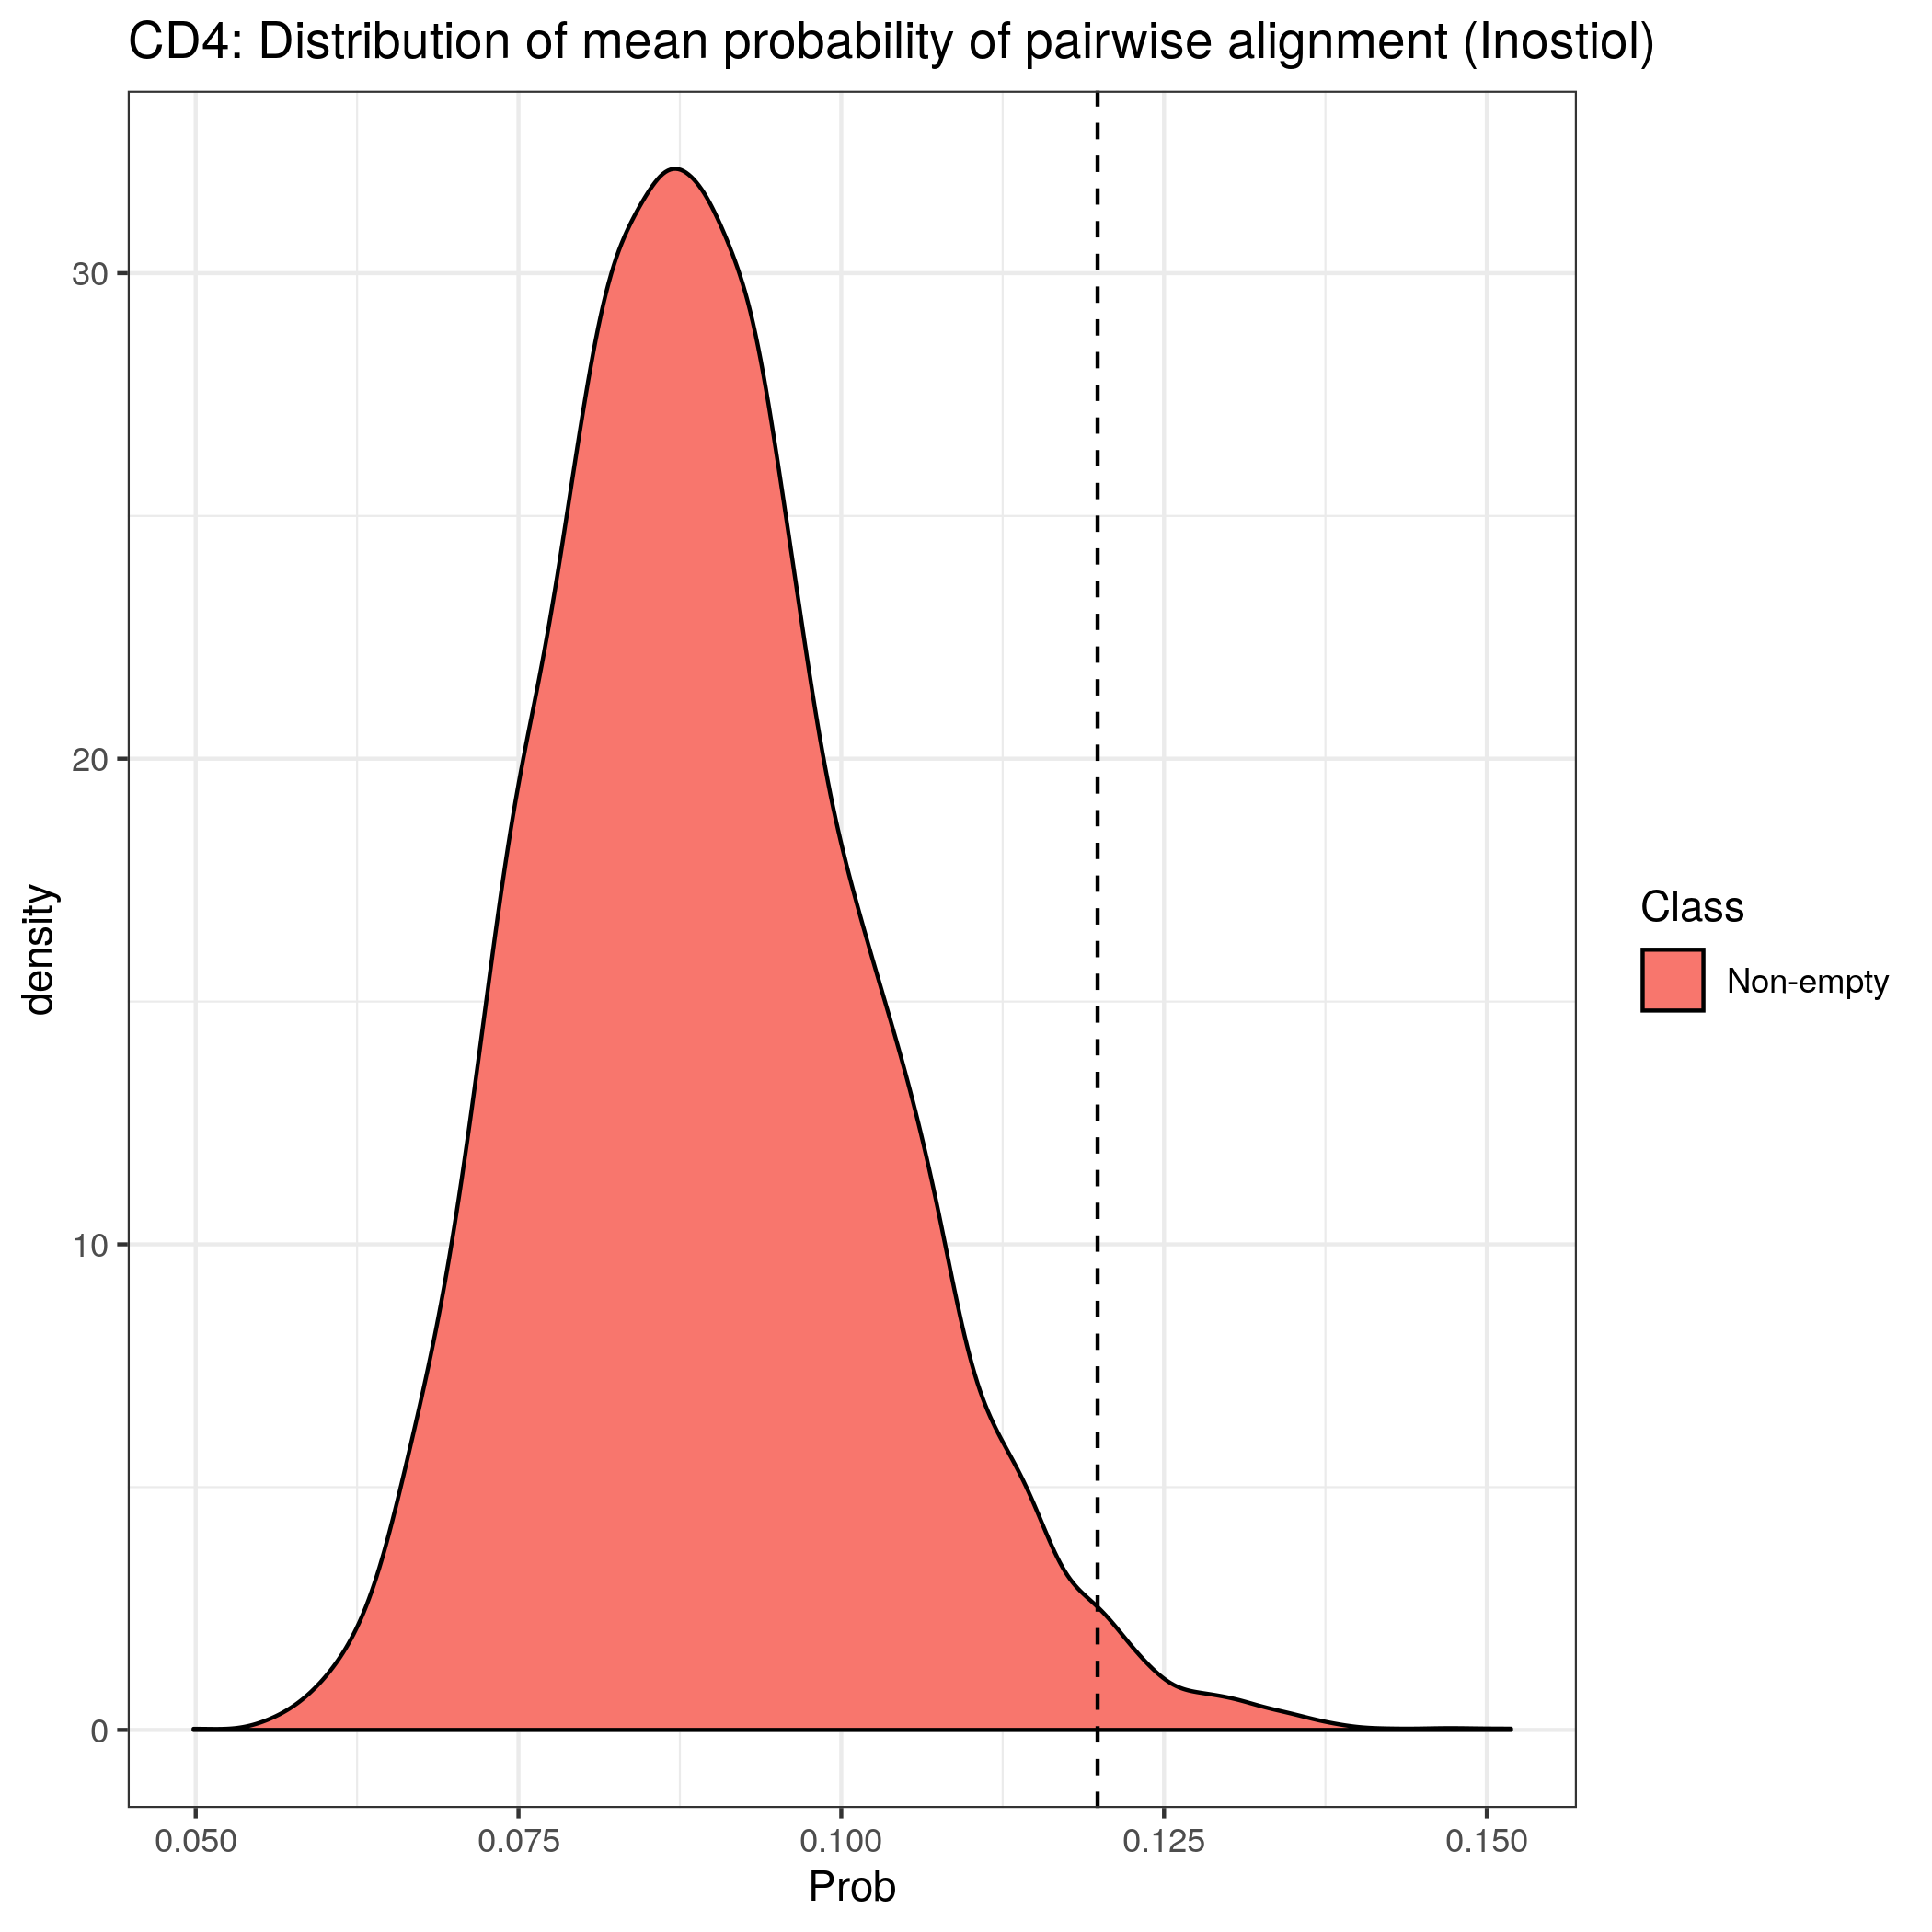 CD4: Distribution of mean probability of pairwise alignment (Inostiol)
density
30
20
10
0
0.050 0.075 0.100 0.125 0.150
Prob
Class
Non-empty